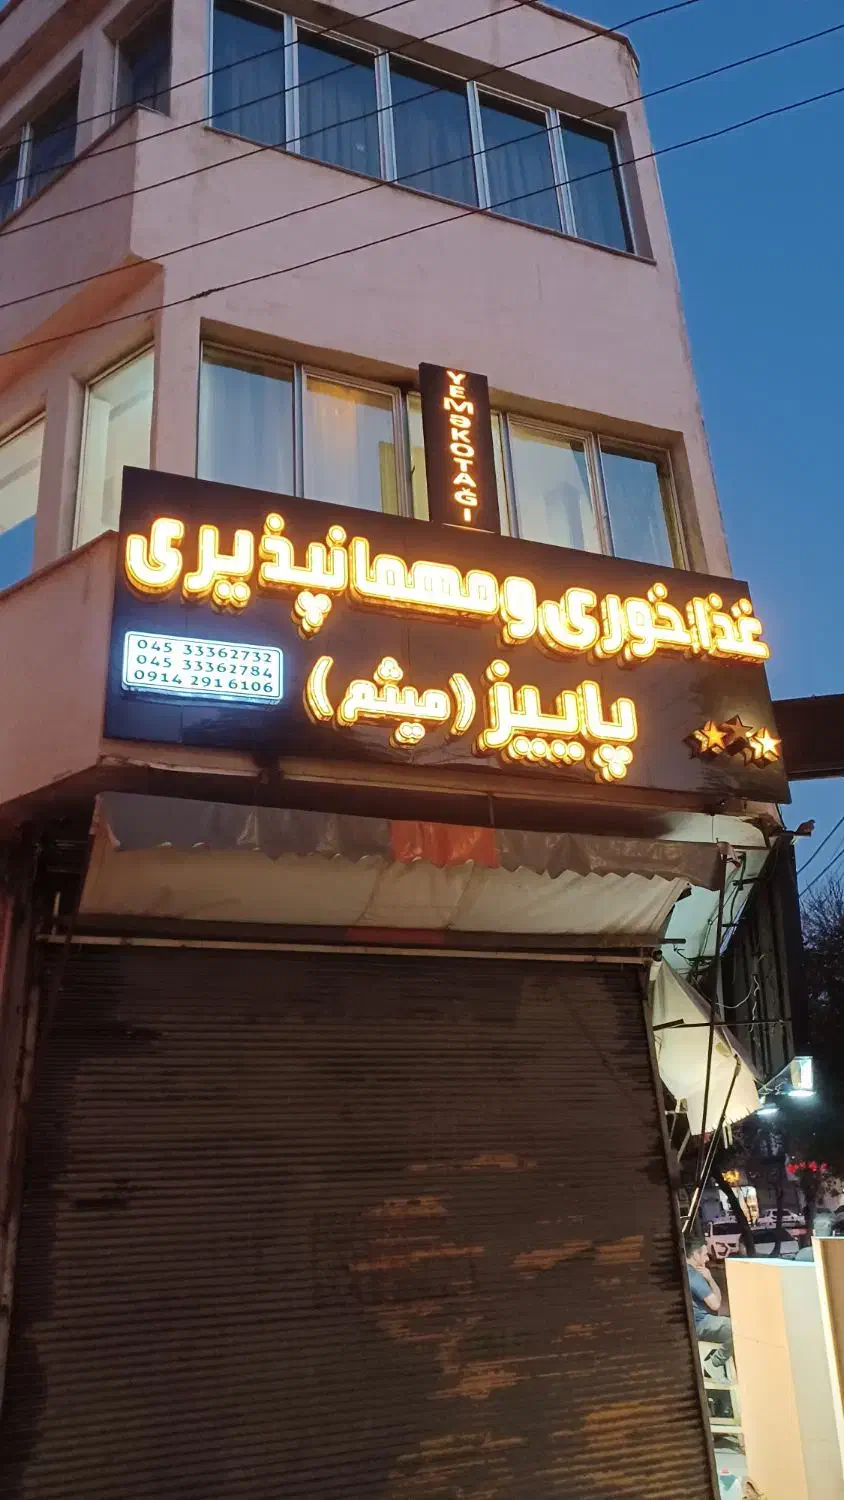 YEMƏKOTAĞI
غذاخوری و مهمانپذیری
پاییز (میثم)
045 33362732
045 33362784
0914 291 6106